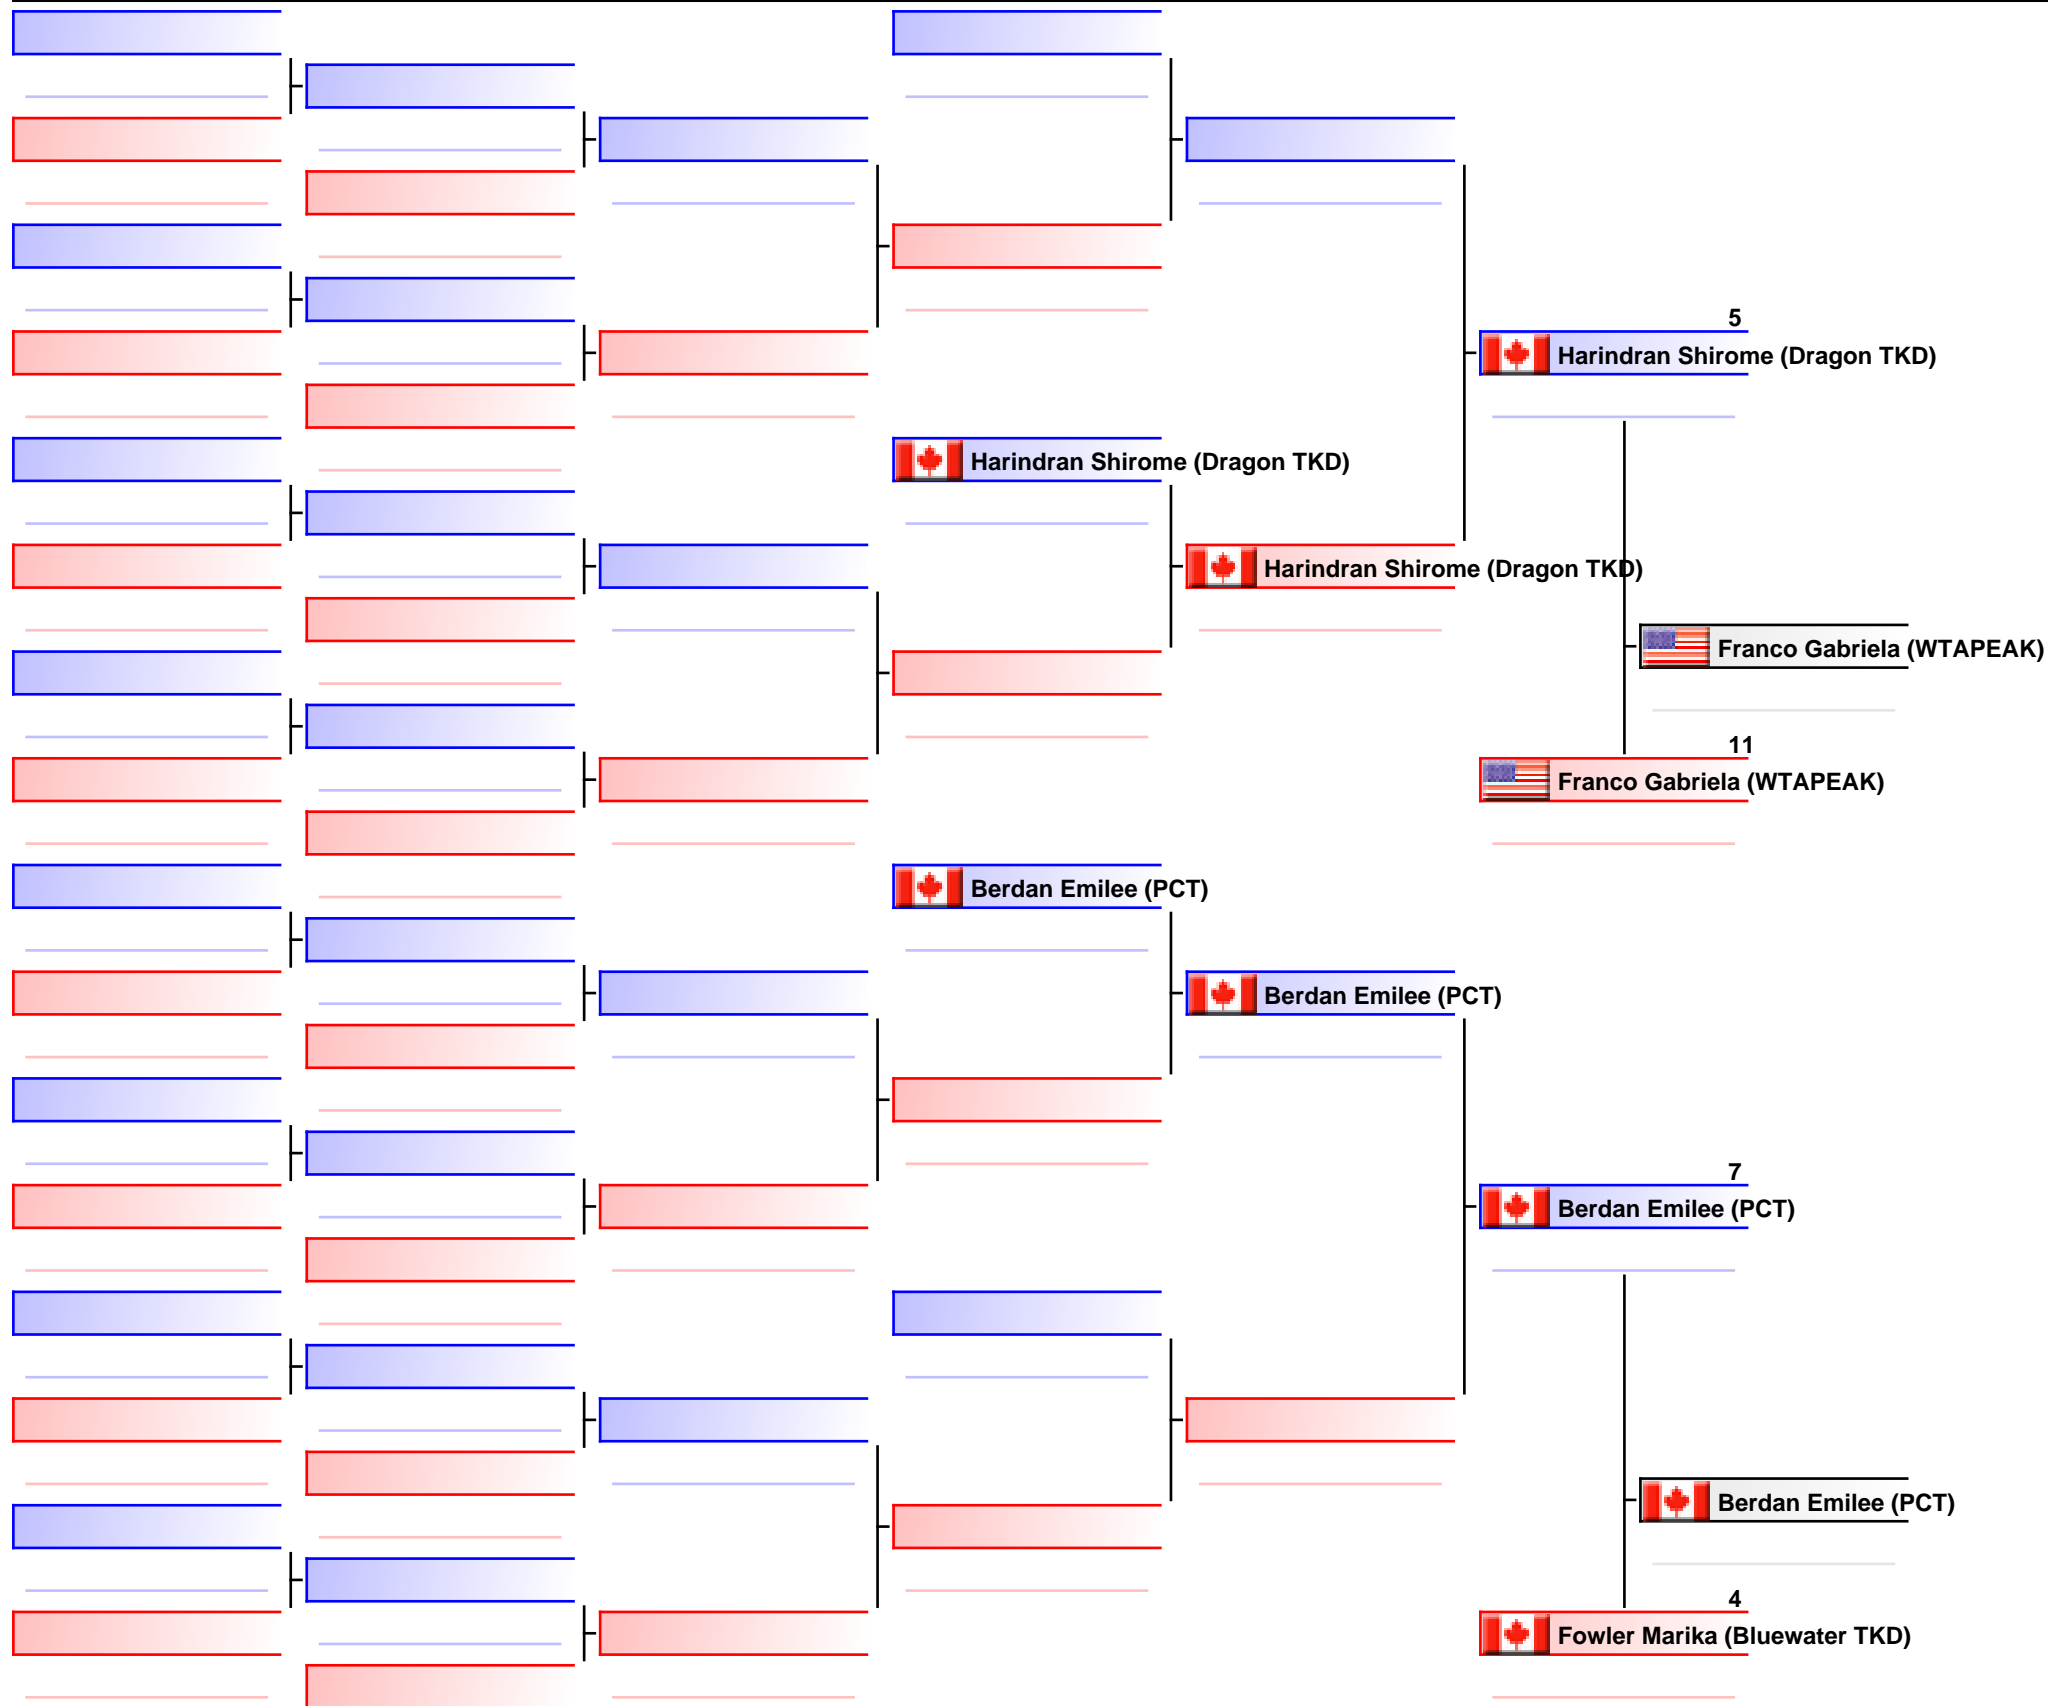 5
Harindran Shirome (Dragon TKD)
Harindran Shirome (Dragon TKD)
Harindran Shirome (Dragon TKD)
Franco Gabriela (WTAPEAK)
11
Franco Gabriela (WTAPEAK)
Berdan Emilee (PCT)
Berdan Emilee (PCT)
7
Berdan Emilee (PCT)
Berdan Emilee (PCT)
4
Fowler Marika (Bluewater TKD)